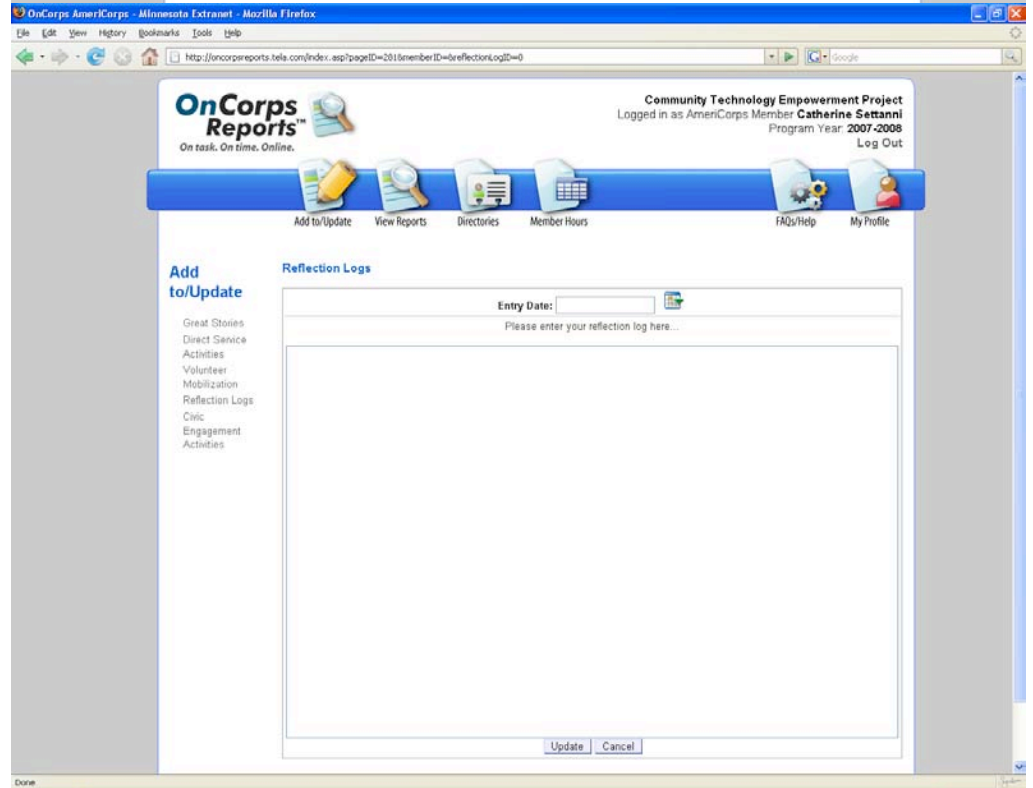 OnCorps AmeriCorps - Minnesota Extranet - Mozilla Firefox
File Edit View History Bookmarks Tools Help
http://oncorpsreports.tela.com/index.asp?pageID=201&memberID=&reflectionLogID=0
Google
OnCorps
Reports™
On task. On time. Online.
Community Technology Empowerment Project
Logged in as AmeriCorps Member Catherine Settanni
Program Year: 2007-2008
Log Out
Add to/Update View Reports Directories Member Hours FAQs/Help My Profile
Add
to/Update
Great Stories
Direct Service
Activities
Volunteer
Mobilization
Reflection Logs
Civic
Engagement
Activities
Reflection Logs
Entry Date:
Please enter your reflection log here...
Update Cancel
Done